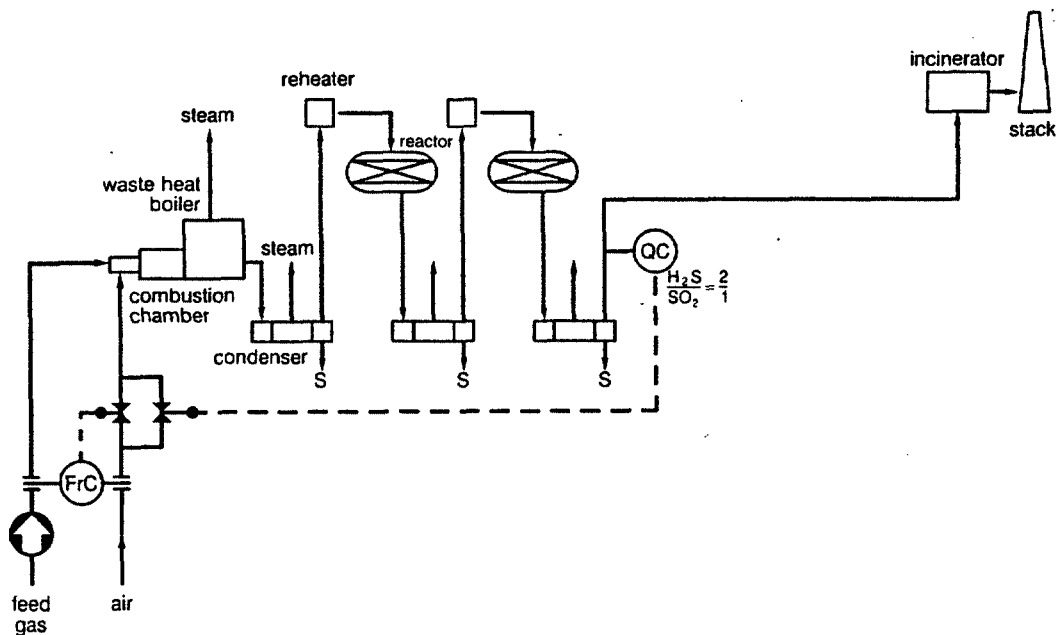 incinerator
stack
reheater
steam
reactor
waste heat
boiler
steam
QC
H₂S/SO₂ = 2/1
combustion
chamber
condenser
S
S
S
FrC
feed
gas
air